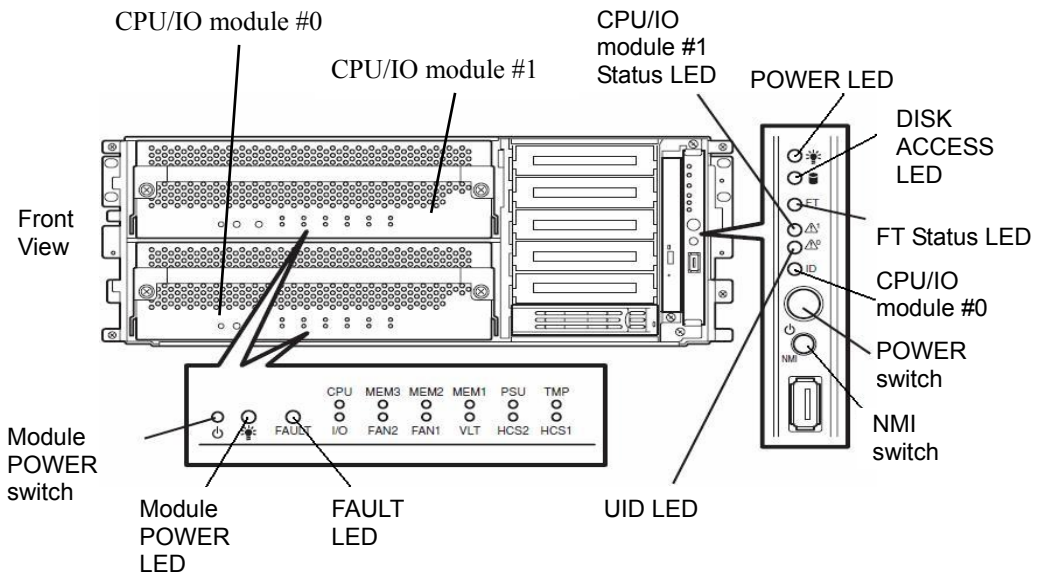 CPU/IO module #0
CPU/IO module #1
CPU/IO
module #1
Status LED
POWER LED
DISK
ACCESS
LED
FT Status LED
CPU/IO
module #0
POWER
switch
NMI
switch
UID LED
Front
View
FT
1
0
ID
NMI
CPU MEM3 MEM2 MEM1 PSU TMP
FAULT I/O FAN2 FAN1 VLT HCS2 HCS1
Module
POWER
switch
Module
POWER
LED
FAULT
LED